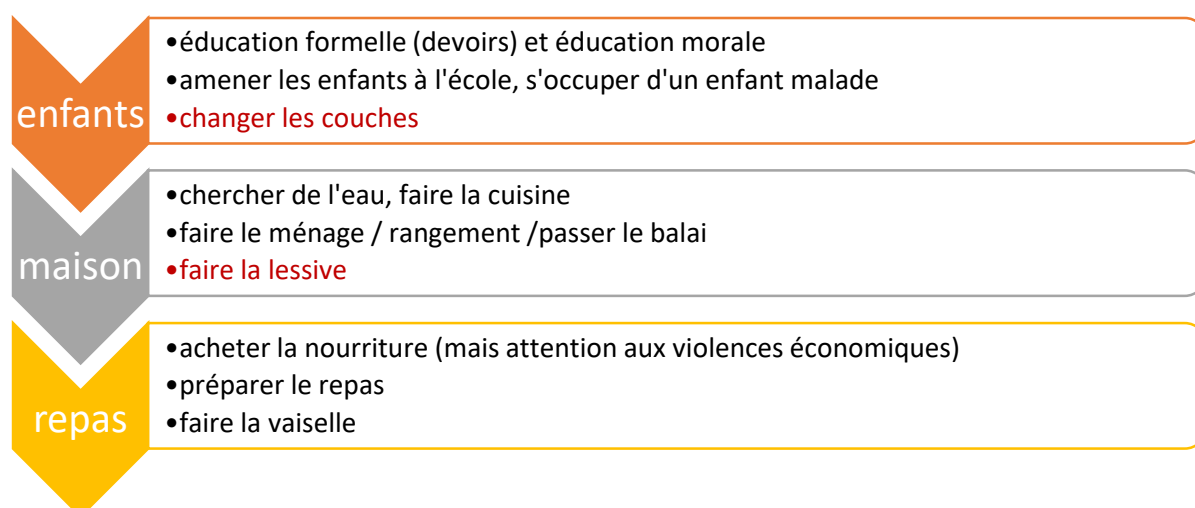 enfants
•éducation formelle (devoirs) et éducation morale
•amener les enfants à l'école, s'occuper d'un enfant malade
•changer les couches
maison
•chercher de l'eau, faire la cuisine
•faire le ménage / rangement /passer le balai
•faire la lessive
repas
•acheter la nourriture (mais attention aux violences économiques)
•préparer le repas
•faire la vaiselle